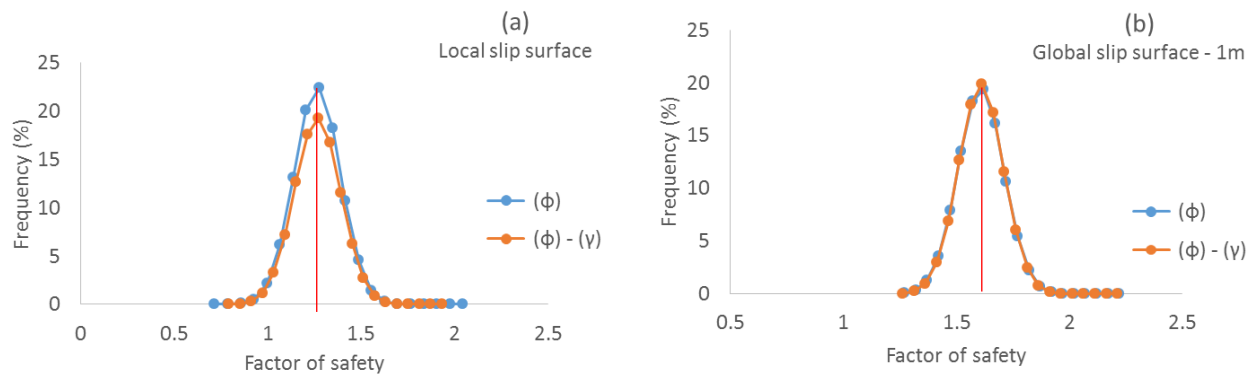 (a)
Local slip surface
25
20
15
10
5
0
Frequency (%)
0 0.5 1 1.5 2 2.5
Factor of safety
(ϕ)
(ϕ) - (γ)
(b)
Global slip surface - 1m
25
20
15
10
5
0
Frequency (%)
0.5 1 1.5 2 2.5
Factor of safety
(ϕ)
(ϕ) - (γ)